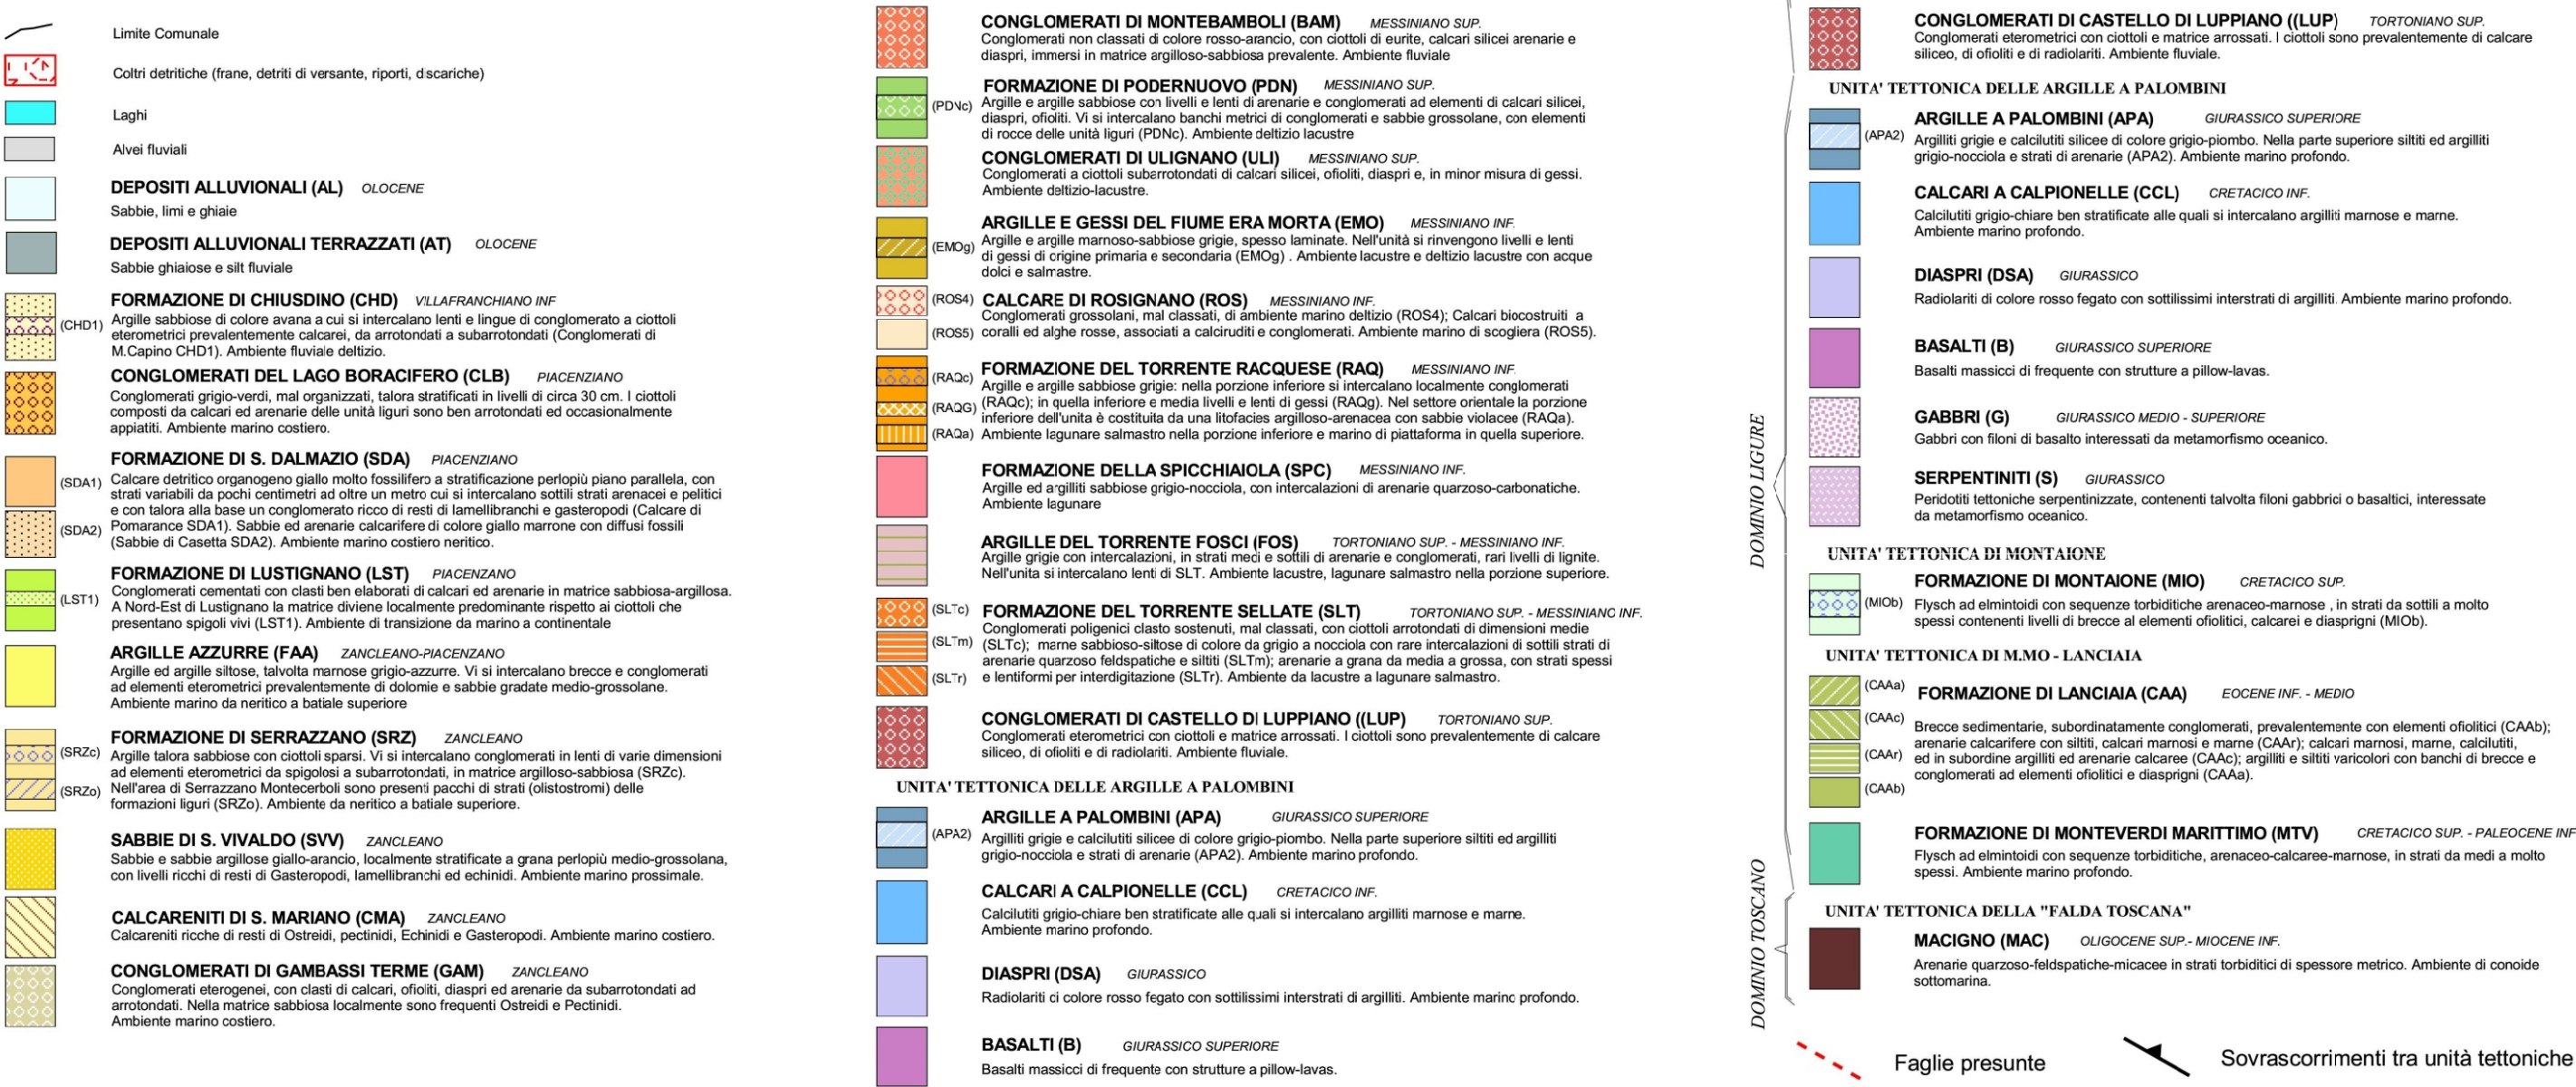 Limite Comunale
Coltri detritiche (frane, detriti di versante, riporti, discariche)
Laghi
Alvei fluviali
DEPOSITI ALLUVIONALI (AL) OLOCENE
Sabbie, limi e ghiaie
DEPOSITI ALLUVIONALI TERRAZZATI (AT) OLOCENE
Sabbie ghiaiose e silt fluviale
FORMAZIONE DI CHIUSDINO (CHD) VILLAFRANCHIANO INF
(CHD1)
Argille sabbiose di colore avana a cui si intercalano lenti e lingue di conglomerato a ciottoli
eterometrici prevalentemente calcarei, da arrotondati a subarrotondati (Conglomerati di
M.Capino CHD1). Ambiente fluviale deltizio.
CONGLOMERATI DEL LAGO BORACIFERO (CLB) PIACENZIANO
Conglomerati grigio-verdi, mal organizzati, talora stratificati in livelli di circa 30 cm. I ciottoli
composti da calcari ed arenarie delle unità liguri sono ben arrotondati ed occasionalmente
appiatiti. Ambiente marino costiero.
FORMAZIONE DI S. DALMAZIO (SDA) PIACENZIANO
(SDA1)
(SDA2)
Calcare detritico organogeno giallo molto fossilifero a stratificazione perlopiù piano parallela, con
strati variabili da pochi centimetri ad oltre un metro cui si intercalano sottili strati arenacei e pelitici
e con talora alla base un conglomerato ricco di resti di lamellibranchi e gasteropodi (Calcare di
Pomarance SDA1). Sabbie ed arenarie calcarifere di colore giallo marrone con diffusi fossili
(Sabbie di Casetta SDA2). Ambiente marino costiero neritico.
FORMAZIONE DI LUSTIGNANO (LST) PIACENZANO
(LST1)
Conglomerati cementati con clasti ben elaborati di calcari ed arenarie in matrice sabbiosa-argillosa.
A Nord-Est di Lustignano la matrice diviene localmente predominante rispetto ai ciottoli che
presentano spigoli vivi (LST1). Ambiente di transizione da marino a continentale
ARGILLE AZZURRE (FAA) ZANCLEANO-PIACENZANO
Argille ed argille siltose, talvolta marnose grigio-azzurre. Vi si intercalano brecce e conglomerati
ad elementi eterometrici prevalentemente di dolomie e sabbie gradate medio-grossolane.
Ambiente marino da neritico a batiale superiore
FORMAZIONE DI SERRAZZANO (SRZ) ZANCLEANO
(SRZc)
(SRZo)
Argille talora sabbiose con ciottoli sparsi. Vi si intercalano conglomerati in lenti di varie dimensioni
ad elementi eterometrici da spigolosi a subarrotondati, in matrice argilloso-sabbiosa (SRZc).
Nell'area di Serrazzano Montecerboli sono presenti pacchi di strati (olistostromi) delle
formazioni liguri (SRZo). Ambiente da neritico a batiale superiore.
SABBIE DI S. VIVALDO (SVV) ZANCLEANO
Sabbie e sabbie argillose giallo-arancio, localmente stratificate a grana perlopiù medio-grossolana,
con livelli ricchi di resti di Gasteropodi, lamellibranchi ed echinidi. Ambiente marino prossimale.
CALCARENITI DI S. MARIANO (CMA) ZANCLEANO
Calcareniti ricche di resti di Ostreidi, pectinidi, Echinidi e Gasteropodi. Ambiente marino costiero.
CONGLOMERATI DI GAMBASSI TERME (GAM) ZANCLEANO
Conglomerati eterogenei, con clasti di calcari, ofioliti, diaspri ed arenarie da subarrotondati ad
arrotondati. Nella matrice sabbiosa localmente sono frequenti Ostreidi e Pectinidi.
Ambiente marino costiero.
CONGLOMERATI DI MONTEBAMBOLI (BAM) MESSINIANO SUP.
Conglomerati non classati di colore rosso-arancio, con ciottoli di eurite, calcari silicei arenarie e
diaspri, immersi in matrice argilloso-sabbiosa prevalente. Ambiente fluviale
FORMAZIONE DI PODERNUOVO (PDN) MESSINIANO SUP.
(PDNc)
Argille e argille sabbiose con livelli e lenti di arenarie e conglomerati ad elementi di calcari silicei,
diaspri, ofioliti. Vi si intercalano banchi metrici di conglomerati e sabbie grossolane, con elementi
di rocce delle unità liguri (PDNc). Ambiente deltizio lacustre
CONGLOMERATI DI ULIGNANO (ULI) MESSINIANO SUP.
Conglomerati a ciottoli subarrotondati di calcari silicei, ofioliti, diaspri e, in minor misura di gessi.
Ambiente deltizio-lacustre.
ARGILLE E GESSI DEL FIUME ERA MORTA (EMO) MESSINIANO INF.
(EMOg)
Argille e argille marnoso-sabbiose grigie, spesso laminate. Nell'unità si rinvengono livelli e lenti
di gessi di origine primaria e secondaria (EMOg) . Ambiente lacustre e deltizio lacustre con acque
dolci e salmastre.
(ROS4) CALCARE DI ROSIGNANO (ROS) MESSINIANO INF.
(ROS5)
Conglomerati grossolani, mal classati, di ambiente marino deltizio (ROS4); Calcari biocostruiti a
coralli ed alghe rosse, associati a calciruditi e conglomerati. Ambiente marino di scogliera (ROS5).
FORMAZIONE DEL TORRENTE RACQUESE (RAQ) MESSINIANO INF.
(RAQc)
(RAQG)
(RAQa)
Argille e argille sabbiose grigie: nella porzione inferiore si intercalano localmente conglomerati
(RAQc); in quella inferiore e media livelli e lenti di gessi (RAQg). Nel settore orientale la porzione
inferiore dell'unità è costituita da una litofacies argilloso-arenacea con sabbie violacee (RAQa).
Ambiente lagunare salmastro nella porzione inferiore e marino di piattaforma in quella superiore.
FORMAZIONE DELLA SPICCHIAIOLA (SPC) MESSINIANO INF.
Argille ed argilliti sabbiose grigio-nocciola, con intercalazioni di arenarie quarzoso-carbonatiche.
Ambiente lagunare
ARGILLE DEL TORRENTE FOSCI (FOS) TORTONIANO SUP. - MESSINIANO INF.
Argille grigie con intercalazioni, in strati medi e sottili di arenarie e conglomerati, rari livelli di lignite.
Nell'unita si intercalano lenti di SLT. Ambiente lacustre, lagunare salmastro nella porzione superiore.
(SLTc) FORMAZIONE DEL TORRENTE SELLATE (SLT) TORTONIANO SUP. - MESSINIANO INF.
(SLTm)
(SLTr)
Conglomerati poligenici clasto sostenuti, mal classati, con ciottoli arrotondati di dimensioni medie
(SLTc); marne sabbioso-siltose di colore da grigio a nocciola con rare intercalazioni di sottili strati di
arenarie quarzoso feldspatiche e siltiti (SLTm); arenarie a grana da media a grossa, con strati spessi
e lentiformi per interdigitazione (SLTr). Ambiente da lacustre a lagunare salmastro.
CONGLOMERATI DI CASTELLO DI LUPPIANO ((LUP) TORTONIANO SUP.
Conglomerati eterometrici con ciottoli e matrice arrossati. I ciottoli sono prevalentemente di calcare
siliceo, di ofioliti e di radiolariti. Ambiente fluviale.
UNITA' TETTONICA DELLE ARGILLE A PALOMBINI
ARGILLE A PALOMBINI (APA) GIURASSICO SUPERIORE
(APA2)
Argilliti grigie e calcilutiti silicee di colore grigio-piombo. Nella parte superiore siltiti ed argilliti
grigio-nocciola e strati di arenarie (APA2). Ambiente marino profondo.
CALCARI A CALPIONELLE (CCL) CRETACICO INF.
Calcilutiti grigio-chiare ben stratificate alle quali si intercalano argilliti marnose e marne.
Ambiente marino profondo.
DIASPRI (DSA) GIURASSICO
Radiolariti di colore rosso fegato con sottilissimi interstrati di argilliti. Ambiente marino profondo.
BASALTI (B) GIURASSICO SUPERIORE
Basalti massicci di frequente con strutture a pillow-lavas.
CONGLOMERATI DI CASTELLO DI LUPPIANO ((LUP) TORTONIANO SUP.
Conglomerati eterometrici con ciottoli e matrice arrossati. I ciottoli sono prevalentemente di calcare
siliceo, di ofioliti e di radiolariti. Ambiente fluviale.
DOMINIO LIGURE
UNITA' TETTONICA DELLE ARGILLE A PALOMBINI
ARGILLE A PALOMBINI (APA) GIURASSICO SUPERIORE
(APA2)
Argilliti grigie e calcilutiti silicee di colore grigio-piombo. Nella parte superiore siltiti ed argilliti
grigio-nocciola e strati di arenarie (APA2). Ambiente marino profondo.
CALCARI A CALPIONELLE (CCL) CRETACICO INF.
Calcilutiti grigio-chiare ben stratificate alle quali si intercalano argilliti marnose e marne.
Ambiente marino profondo.
DIASPRI (DSA) GIURASSICO
Radiolariti di colore rosso fegato con sottilissimi interstrati di argilliti. Ambiente marino profondo.
BASALTI (B) GIURASSICO SUPERIORE
Basalti massicci di frequente con strutture a pillow-lavas.
GABBRI (G) GIURASSICO MEDIO - SUPERIORE
Gabbri con filoni di basalto interessati da metamorfismo oceanico.
SERPENTINITI (S) GIURASSICO
Peridotiti tettoniche serpentinizzate, contenenti talvolta filoni gabbrici o basaltici, interessate
da metamorfismo oceanico.
UNITA' TETTONICA DI MONTAIONE
FORMAZIONE DI MONTAIONE (MIO) CRETACICO SUP.
(MIOb)
Flysch ad elmintoidi con sequenze torbiditiche arenaceo-marnose , in strati da sottili a molto
spessi contenenti livelli di brecce al elementi ofiolitici, calcarei e diasprigni (MIOb).
UNITA' TETTONICA DI M.MO - LANCIAIA
(CAAa) FORMAZIONE DI LANCIAIA (CAA) EOCENE INF. - MEDIO
(CAAc)
(CAAr)
(CAAb)
Brecce sedimentarie, subordinatamente conglomerati, prevalentemente con elementi ofiolitici (CAAb);
arenarie calcarifere con siltiti, calcari marnosi e marne (CAAr); calcari marnosi, marne, calcilutiti,
ed in subordine argilliti ed arenarie calcaree (CAAc); argilliti e siltiti varicolori con banchi di brecce e
conglomerati ad elementi ofiolitici e diasprigni (CAAa).
FORMAZIONE DI MONTEVERDI MARITTIMO (MTV) CRETACICO SUP. - PALEOCENE INF
Flysch ad elmintoidi con sequenze torbiditiche, arenaceo-calcaree-marnose, in strati da medi a molto
spessi. Ambiente marino profondo.
DOMINIO TOSCANO
UNITA' TETTONICA DELLA "FALDA TOSCANA"
MACIGNO (MAC) OLIGOCENE SUP.- MIOCENE INF.
Arenarie quarzoso-feldspatiche-micacee in strati torbiditici di spessore metrico. Ambiente di conoide
sottomarina.
Faglie presunte
Sovrascorrimenti tra unità tettoniche